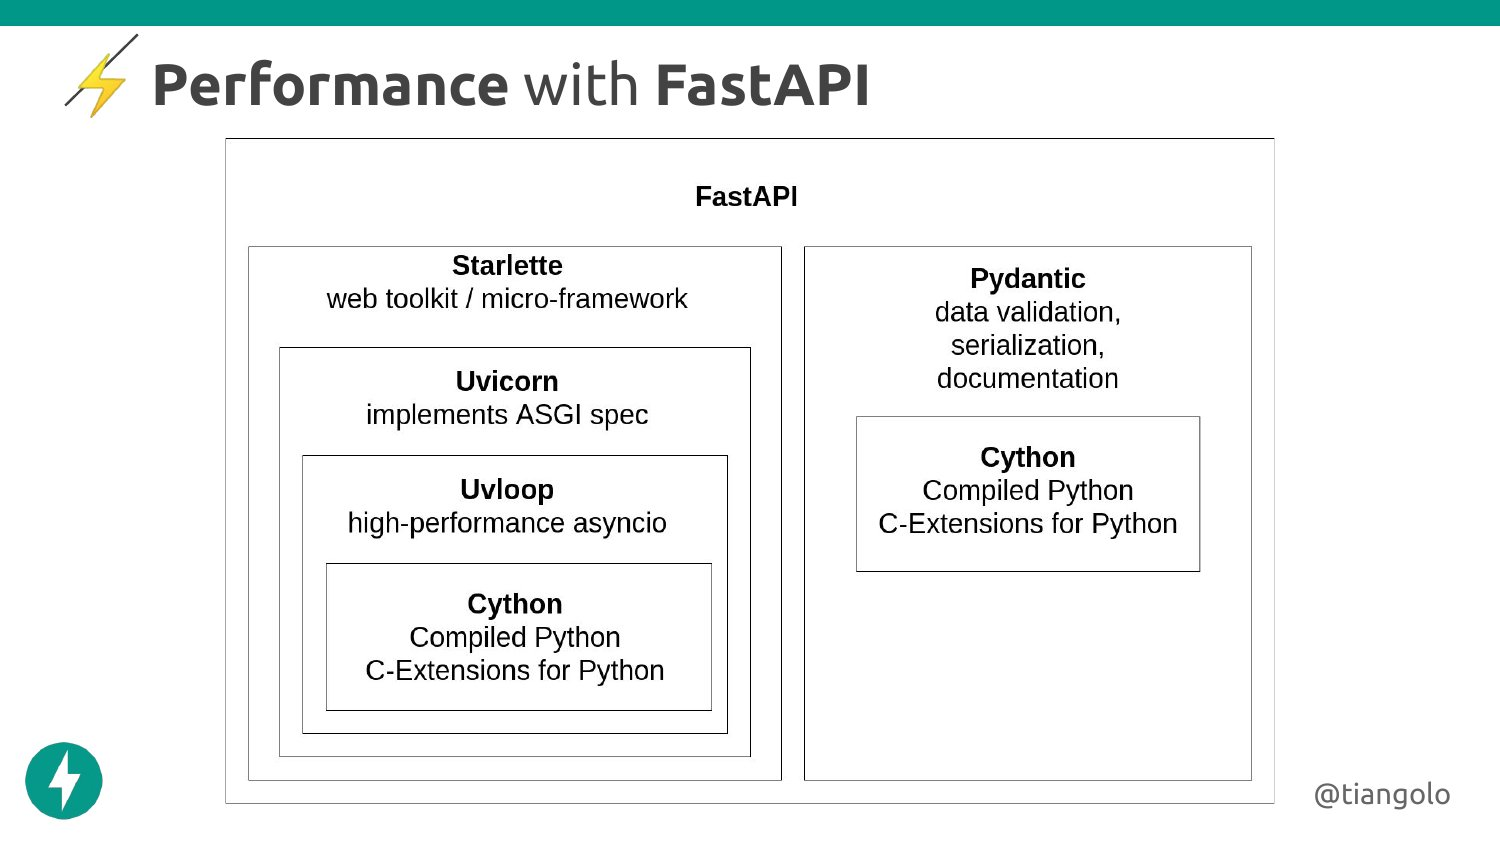 Performance with FastAPI
FastAPI
Starlette
web toolkit / micro-framework
Uvicorn
implements ASGI spec
Uvloop
high-performance asyncio
Cython
Compiled Python
C-Extensions for Python
Pydantic
data validation,
serialization,
documentation
Cython
Compiled Python
C-Extensions for Python
@tiangolo